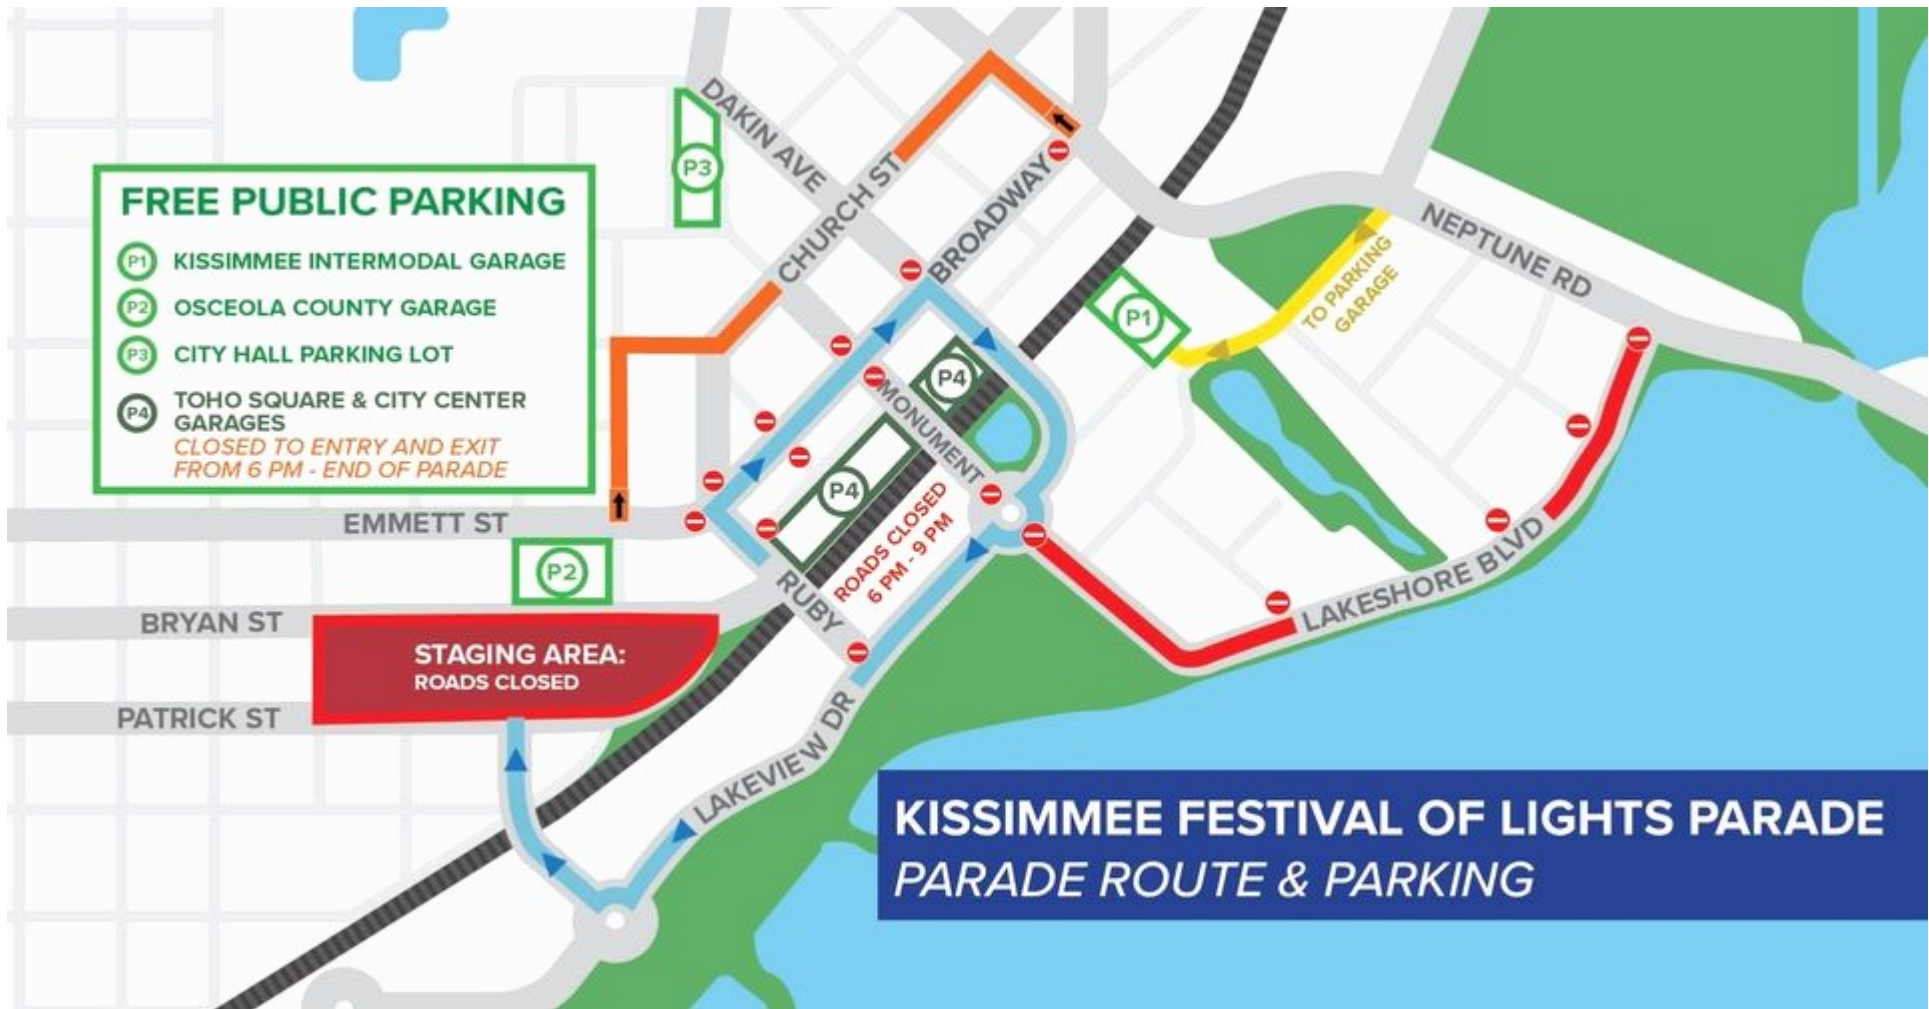 FREE PUBLIC PARKING
P1 KISSIMMEE INTERMODAL GARAGE
P2 OSCEOLA COUNTY GARAGE
P3 CITY HALL PARKING LOT
P4 TOHO SQUARE & CITY CENTER
GARAGES
CLOSED TO ENTRY AND EXIT
FROM 6 PM - END OF PARADE
DAKIN AVE
P3
CHURCH ST
BROADWAY
NEPTUNE RD
TO PARKING
GARAGE
P1
P4
MONUMENT
P4
ROADS CLOSED
6 PM - 9 PM
EMMETT ST
P2
RUBY
LAKESHORE BLVD
BRYAN ST
STAGING AREA:
ROADS CLOSED
PATRICK ST
LAKEVIEW DR
KISSIMMEE FESTIVAL OF LIGHTS PARADE
PARADE ROUTE & PARKING